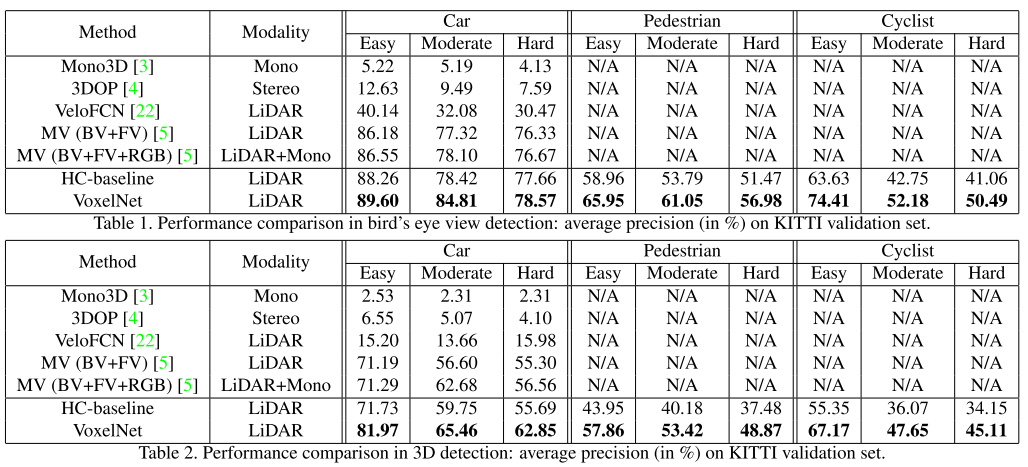 Method Modality Car Pedestrian Cyclist
Easy Moderate Hard Easy Moderate Hard Easy Moderate Hard
Mono3D [3] Mono 5.22 5.19 4.13 N/A N/A N/A N/A N/A N/A
3DOP [4] Stereo 12.63 9.49 7.59 N/A N/A N/A N/A N/A N/A
VeloFCN [22] LiDAR 40.14 32.08 30.47 N/A N/A N/A N/A N/A N/A
MV (BV+FV) [5] LiDAR 86.18 77.32 76.33 N/A N/A N/A N/A N/A N/A
MV (BV+FV+RGB) [5] LiDAR+Mono 86.55 78.10 76.67 N/A N/A N/A N/A N/A N/A
HC-baseline LiDAR 88.26 78.42 77.66 58.96 53.79 51.47 63.63 42.75 41.06
VoxelNet LiDAR 89.60 84.81 78.57 65.95 61.05 56.98 74.41 52.18 50.49
Table 1. Performance comparison in bird's eye view detection: average precision (in %) on KITTI validation set.
Method Modality Car Pedestrian Cyclist
Easy Moderate Hard Easy Moderate Hard Easy Moderate Hard
Mono3D [3] Mono 2.53 2.31 2.31 N/A N/A N/A N/A N/A N/A
3DOP [4] Stereo 6.55 5.07 4.10 N/A N/A N/A N/A N/A N/A
VeloFCN [22] LiDAR 15.20 13.66 15.98 N/A N/A N/A N/A N/A N/A
MV (BV+FV) [5] LiDAR 71.19 56.60 55.30 N/A N/A N/A N/A N/A N/A
MV (BV+FV+RGB) [5] LiDAR+Mono 71.29 62.68 56.56 N/A N/A N/A N/A N/A N/A
HC-baseline LiDAR 71.73 59.75 55.69 43.95 40.18 37.48 55.35 36.07 34.15
VoxelNet LiDAR 81.97 65.46 62.85 57.86 53.42 48.87 67.17 47.65 45.11
Table 2. Performance comparison in 3D detection: average precision (in %) on KITTI validation set.